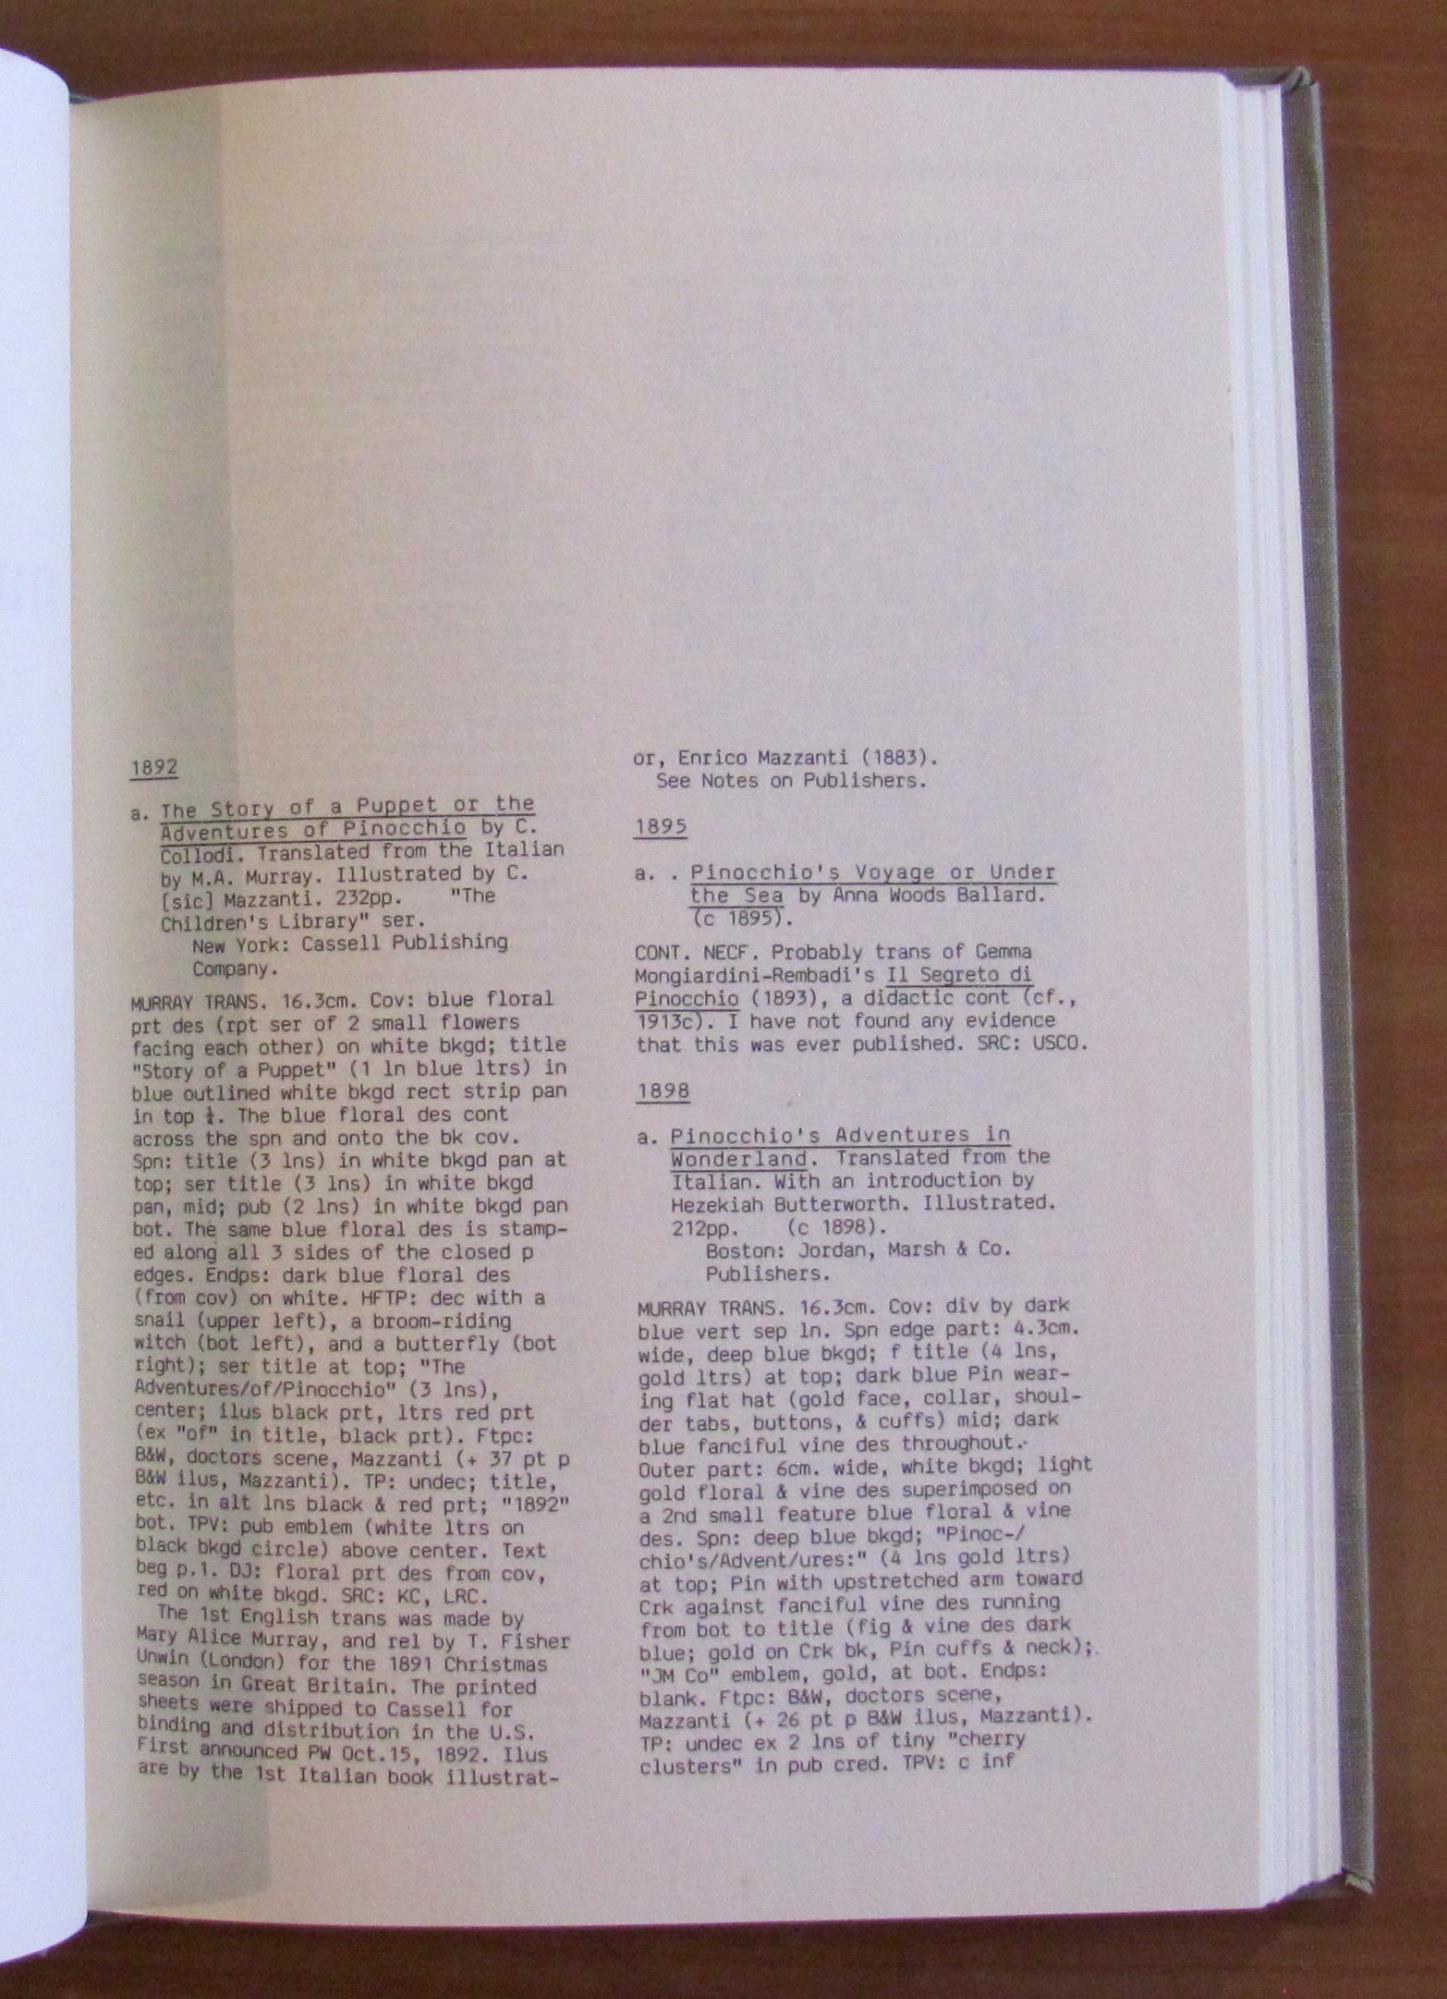 1892
a. The Story of a Puppet or the
Adventures of Pinocchio by C.
Collodi. Translated from the Italian
by M.A. Murray. Illustrated by C.
[sic] Mazzanti. 232pp. "The
Children's Library" ser.
New York: Cassell Publishing
Company.
MURRAY TRANS. 16.3cm. Cov: blue floral
prt des (rpt ser of 2 small flowers
facing each other) on white bkgd; title
"Story of a Puppet" (1 ln blue ltrs) in
blue outlined white bkgd rect strip pan
in top ¼. The blue floral des cont
across the spn and onto the bk cov.
Spn: title (3 lns) in white bkgd pan at
top; ser title (3 lns) in white bkgd
pan, mid; pub (2 lns) in white bkgd pan
bot. The same blue floral des is stamp-
ed along all 3 sides of the closed p
edges. Endps: dark blue floral des
(from cov) on white. HFTP: dec with a
snail (upper left), a broom-riding
witch (bot left), and a butterfly (bot
right); ser title at top; "The
Adventures/of/Pinocchio" (3 lns),
center; ilus black prt, ltrs red prt
(ex "of" in title, black prt). Ftpc:
B&W, doctors scene, Mazzanti (+ 37 pt p
B&W ilus, Mazzanti). TP: undec; title,
etc. in alt lns black & red prt; "1892"
bot. TPV: pub emblem (white ltrs on
black bkgd circle) above center. Text
beg p.1. DJ: floral prt des from cov,
red on white bkgd. SRC: KC, LRC.
The 1st English trans was made by
Mary Alice Murray, and rel by T. Fisher
Unwin (London) for the 1891 Christmas
season in Great Britain. The printed
sheets were shipped to Cassell for
binding and distribution in the U.S.
First announced PW Oct.15, 1892. Ilus
are by the 1st Italian book illustrat-
or, Enrico Mazzanti (1883).
See Notes on Publishers.
1895
a. . Pinocchio's Voyage or Under
the Sea by Anna Woods Ballard.
(c 1895).
CONT. NECF. Probably trans of Gemma
Mongiardini-Rembadi's Il Segreto di
Pinocchio (1893), a didactic cont (cf.,
1913c). I have not found any evidence
that this was ever published. SRC: USCO.
1898
a. Pinocchio's Adventures in
Wonderland. Translated from the
Italian. With an introduction by
Hezekiah Butterworth. Illustrated.
212pp. (c 1898).
Boston: Jordan, Marsh & Co.
Publishers.
MURRAY TRANS. 16.3cm. Cov: div by dark
blue vert sep ln. Spn edge part: 4.3cm.
wide, deep blue bkgd; f title (4 lns,
gold ltrs) at top; dark blue Pin wear-
ing flat hat (gold face, collar, shoul-
der tabs, buttons, & cuffs) mid; dark
blue fanciful vine des throughout.
Outer part: 6cm. wide, white bkgd; light
gold floral & vine des superimposed on
a 2nd small feature blue floral & vine
des. Spn: deep blue bkgd; "Pinoc-/
chio's/Advent/ures:" (4 lns gold ltrs)
at top; Pin with upstretched arm toward
Crk against fanciful vine des running
from bot to title (fig & vine des dark
blue; gold on Crk bk, Pin cuffs & neck);
"JM Co" emblem, gold, at bot. Endps:
blank. Ftpc: B&W, doctors scene,
Mazzanti (+ 26 pt p B&W ilus, Mazzanti).
TP: undec ex 2 lns of tiny "cherry
clusters" in pub cred. TPV: c inf